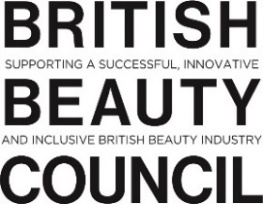 BRITISH
SUPPORTING A SUCCESSFUL, INNOVATIVE
BEAUTY
AND INCLUSIVE BRITISH BEAUTY INDUSTRY
COUNCIL